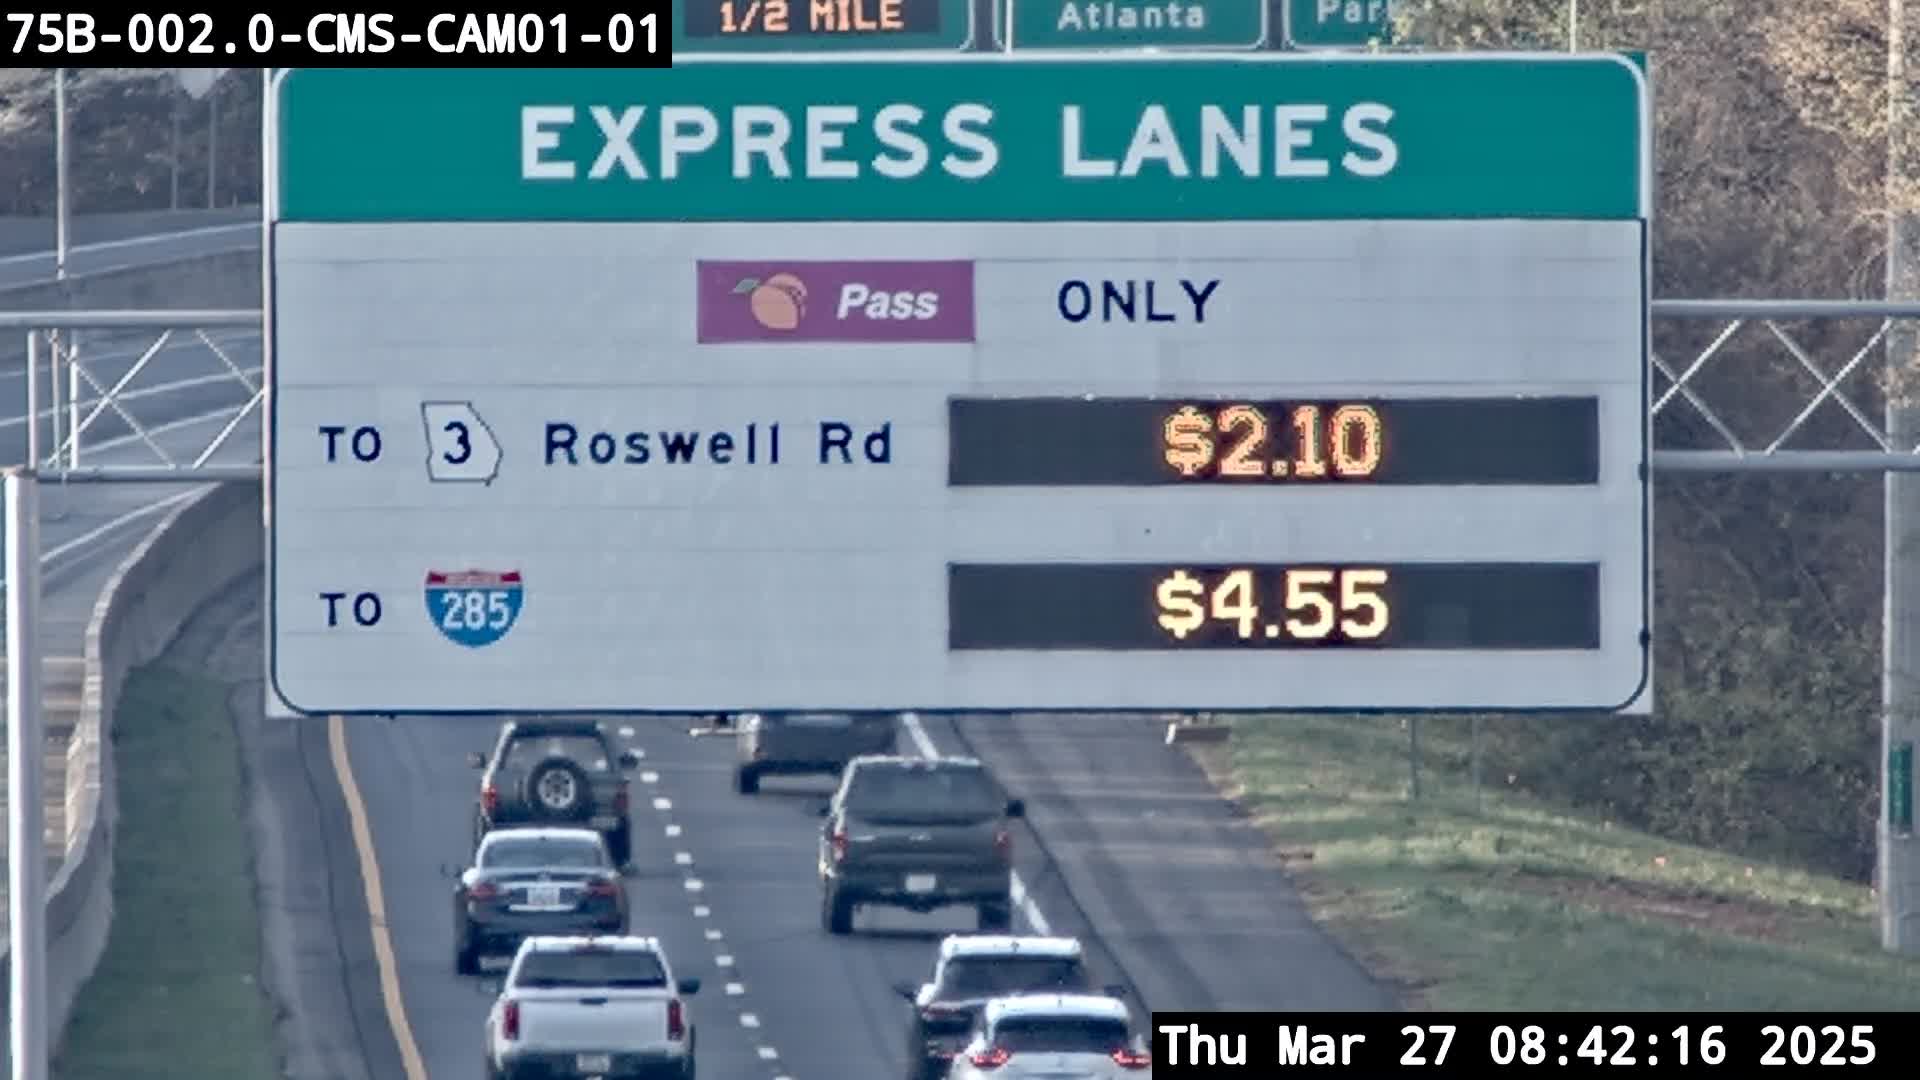 75B-002.0-CMS-CAM01-01
1/2 MILE
Atlanta
EXPRESS LANES
Pass ONLY
TO 3 Roswell Rd $2.10
TO 285 $4.55
Thu Mar 27 08:42:16 2025